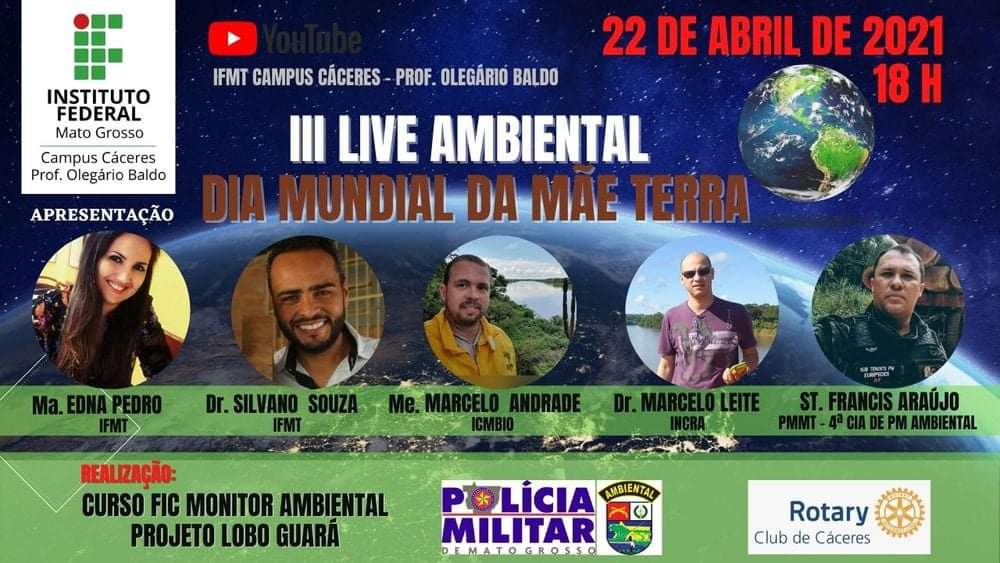 INSTITUTO
FEDERAL
Mato Grosso
Campus Cáceres
Prof. Olegário Baldo
YouTube
IFMT CAMPUS CÁCERES - PROF. OLEGÁRIO BALDO
22 DE ABRIL DE 2021
18 H
III LIVE AMBIENTAL
DIA MUNDIAL DA MÃE TERRA
APRESENTAÇÃO
Ma. EDNA PEDRO
IFMT
Dr. SILVANO SOUZA
IFMT
Me. MARCELO ANDRADE
ICMBIO
Dr. MARCELO LEITE
INCRA
ST. FRANCIS ARAÚJO
PMMT - 4ª CIA DE PM AMBIENTAL
REALIZAÇÃO:
CURSO FIC MONITOR AMBIENTAL
PROJETO LOBO GUARÁ
POLÍCIA
MILITAR
DE MATO GROSSO
AMBIENTAL
Rotary
Club de Cáceres